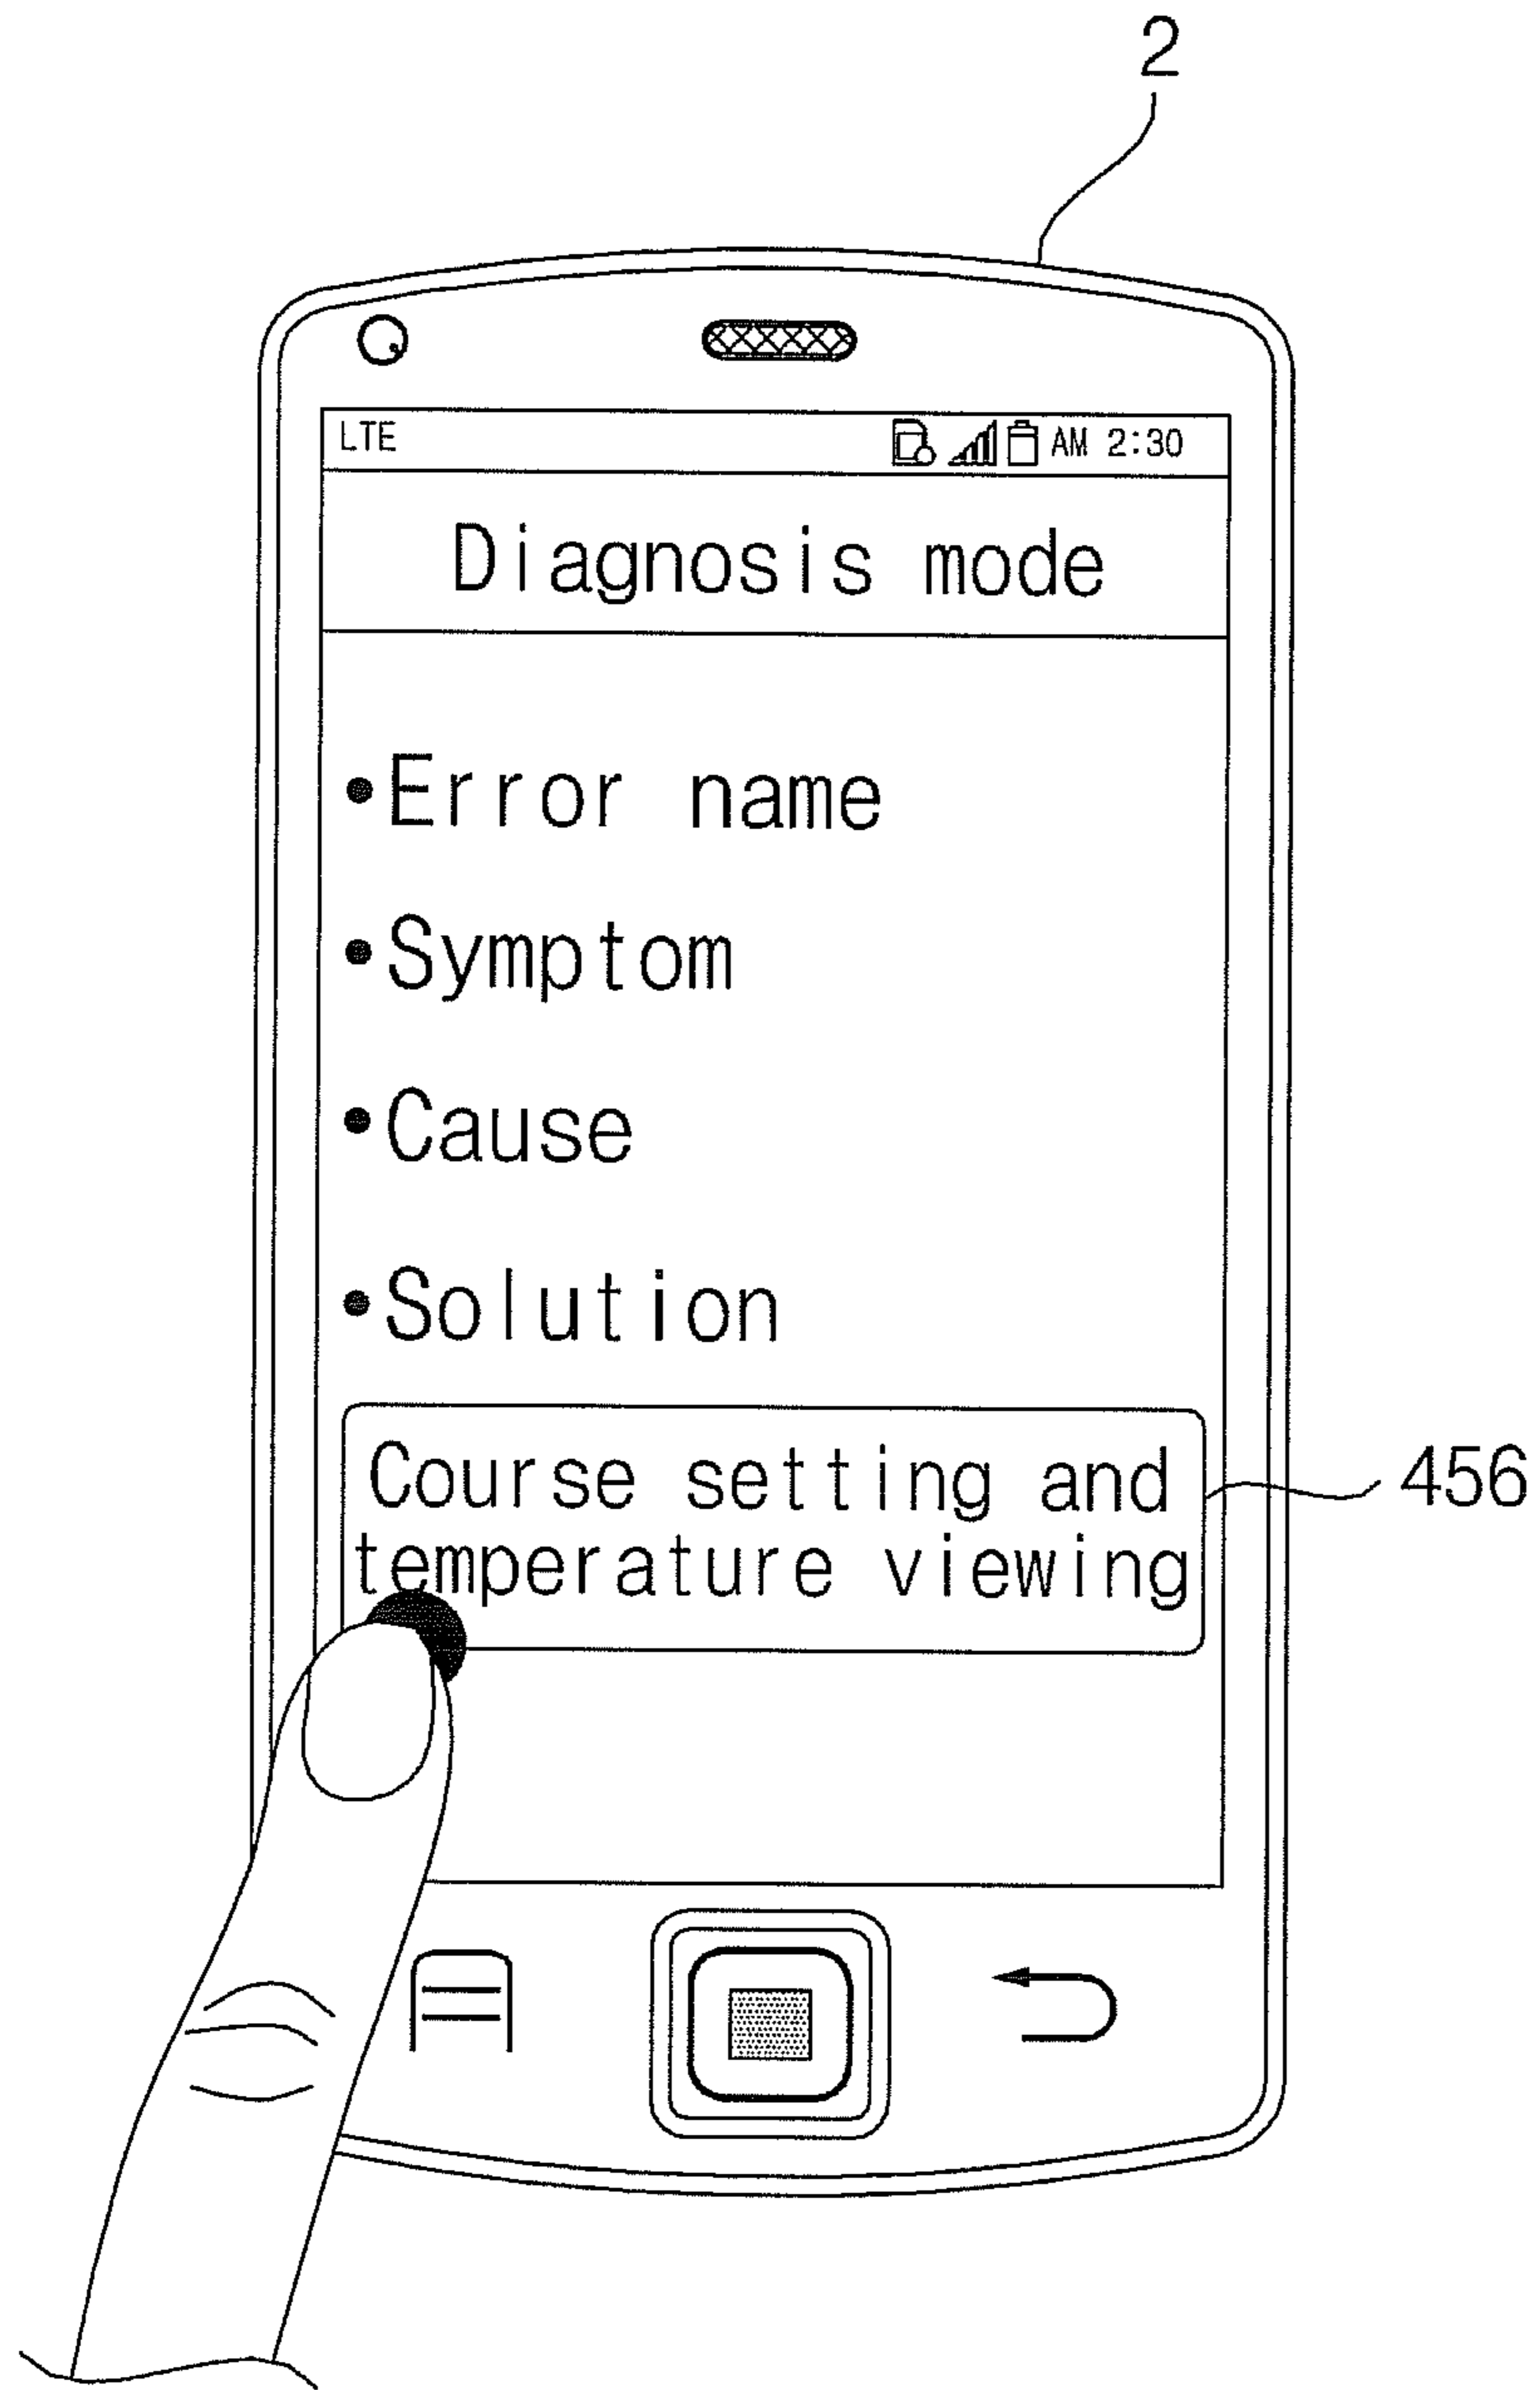 2
LTE AM 2:30
Diagnosis mode
•Error name
•Symptom
•Cause
•Solution
Course setting and
temperature viewing
456